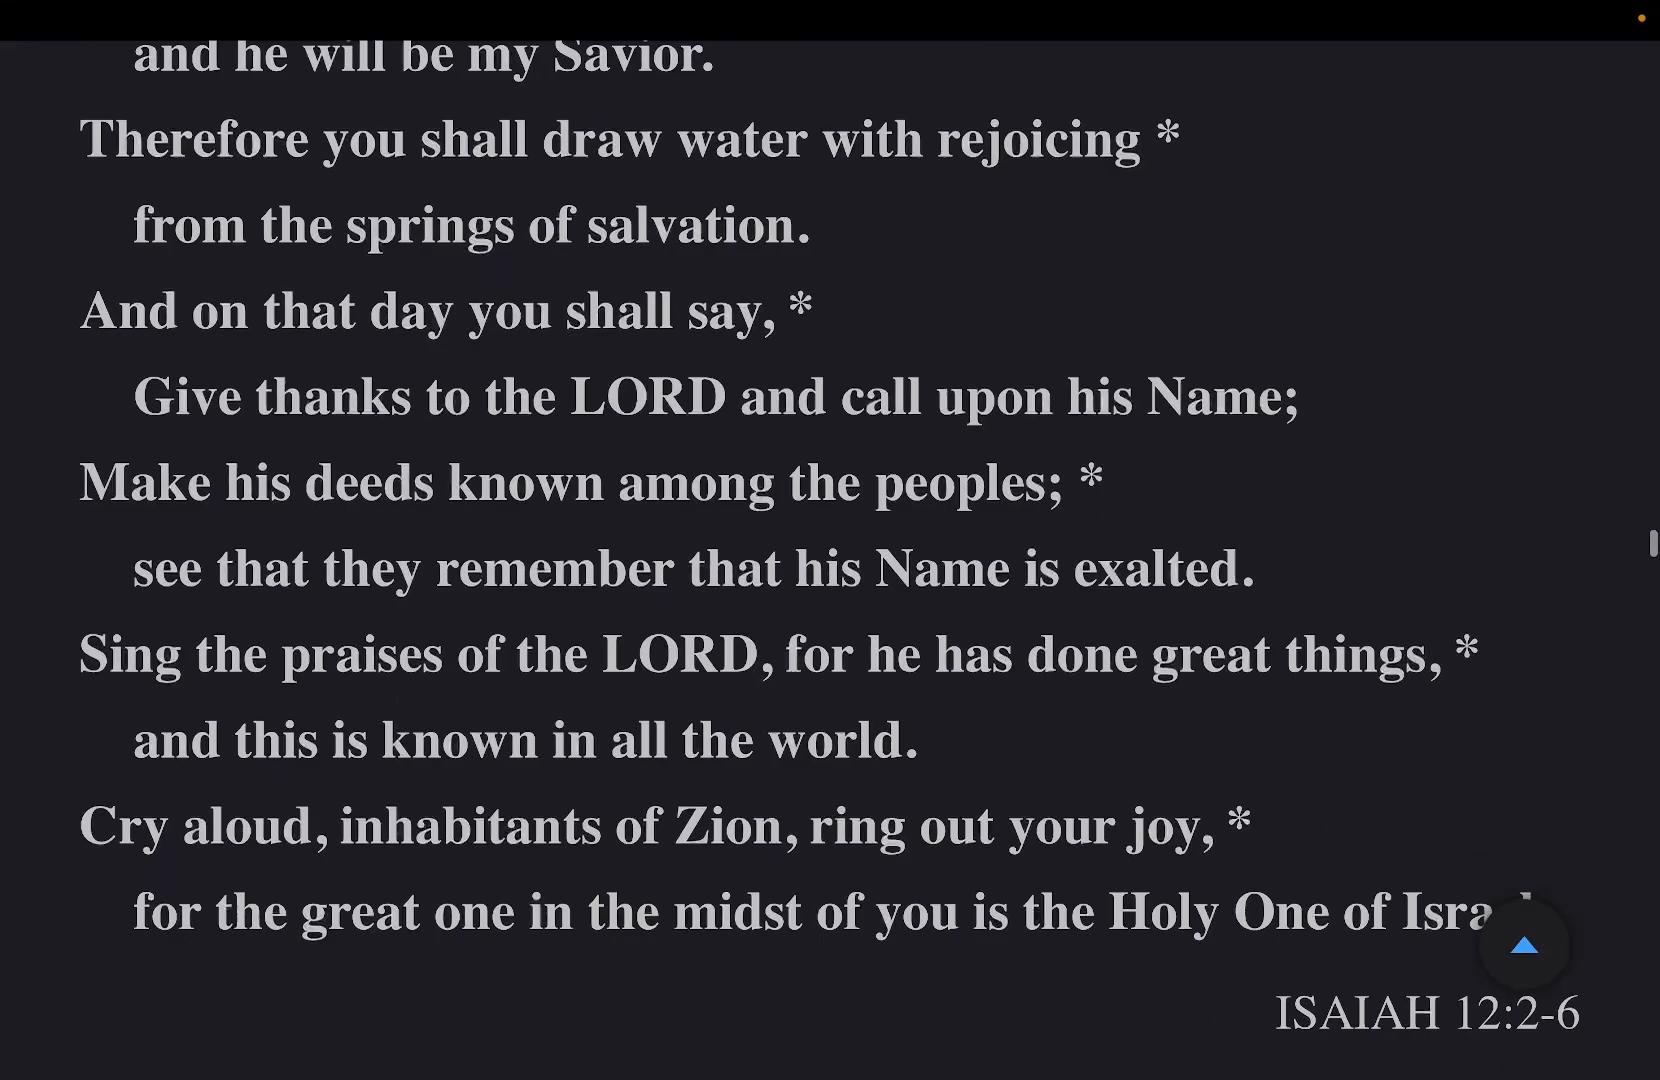 and he will be my Savior.
Therefore you shall draw water with rejoicing *
from the springs of salvation.
And on that day you shall say, *
Give thanks to the LORD and call upon his Name;
Make his deeds known among the peoples; *
see that they remember that his Name is exalted.
Sing the praises of the LORD, for he has done great things, *
and this is known in all the world.
Cry aloud, inhabitants of Zion, ring out your joy, *
for the great one in the midst of you is the Holy One of
ISAIAH 12:2-6